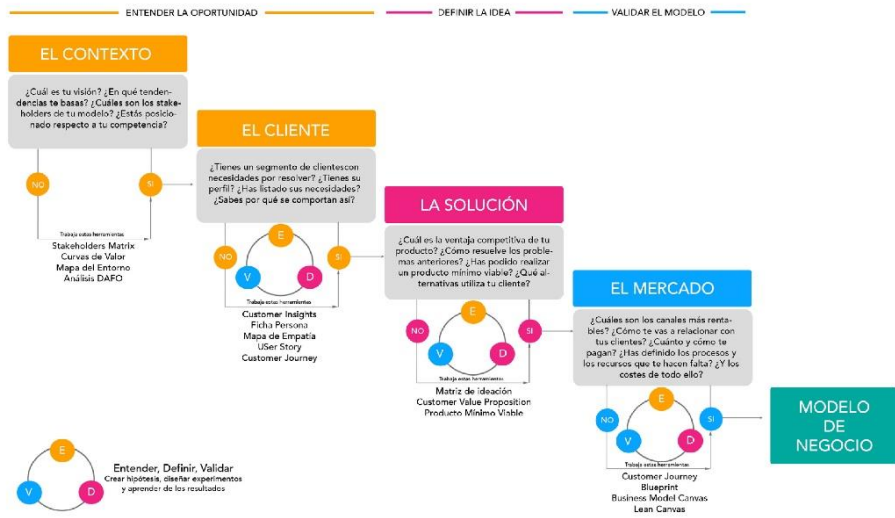 ENTENDER LA OPORTUNIDAD
DEFINIR LA IDEA
VALIDAR EL MODELO
EL CONTEXTO
¿Cuál es tu visión? ¿En qué tenden-
dencias te basas? ¿Cuáles son los stake-
holders de tu modelo? ¿Estás posicio-
nado respecto a tu competencia?
NO
SI
Trabaja estas herramientas
Stakeholders Matrix
Curvas de Valor
Mapa del Entorno
Análisis DAFO
EL CLIENTE
¿Tienes un segmento de clientescon
necesidades por resolver? ¿Tienes su
perfil? ¿Has listado sus necesidades?
¿Sabes por qué se comportan así?
E
NO
SI
V
D
Trabaja estas herramientas
Customer Insights
Ficha Persona
Mapa de Empatía
USer Story
Customer Journey
LA SOLUCIÓN
¿Cuál es la ventaja competitiva de tu
producto? ¿Cómo resuelve los proble-
mas anteriores? ¿Has podido realizar
un producto mínimo viable? ¿Qué al-
ternativas utiliza tu cliente?
E
NO
SI
V
D
Trabaja estas herramientas
Matriz de ideación
Customer Value Proposition
Producto Mínimo Viable
EL MERCADO
¿Cuáles son los canales más renta-
bles? ¿Cómo te vas a relacionar con
tus clientes? ¿Cuánto y cómo te
pagan? ¿Has definido los procesos y
los recursos que te hacen falta? ¿Y los
costes de todo ello?
E
NO
SI
V
D
Trabaja estas herramientas
Customer Journey
Blueprint
Business Model Canvas
Lean Canvas
MODELO
DE
NEGOCIO
E
V
D
Entender, Definir, Validar
Crear hipótesis, diseñar experimentos
y aprender de los resultados